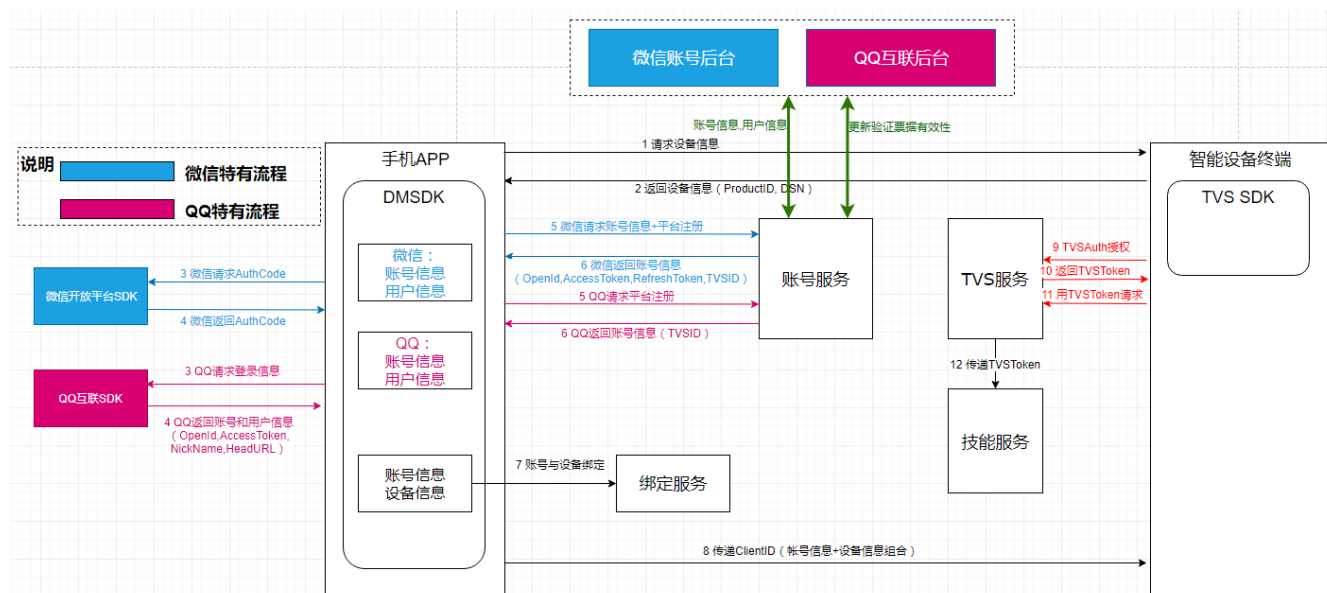 微信账号后台
QQ互联后台
账号信息,用户信息
更新验证票据有效性
说明
微信特有流程
QQ特有流程
手机APP
DMSDK
1 请求设备信息
2 返回设备信息（ProductID, DSN）
智能设备终端
TVS SDK
微信：
账号信息
用户信息
QQ：
账号信息
用户信息
账号信息
设备信息
微信开放平台SDK
3 微信请求AuthCode
4 微信返回AuthCode
QQ互联SDK
3 QQ请求登录信息
4 QQ返回账号和用户信息
（OpenId,AccessToken,
NickName,HeadURL）
5 微信请求账号信息+平台注册
6 微信返回账号信息
（OpenId,AccessToken,RefreshToken,TVSID）
5 QQ请求平台注册
6 QQ返回账号信息（TVSID）
账号服务
TVS服务
9 TVSAuth授权
10 返回TVSToken
11 用TVSToken请求
12 传递TVSToken
技能服务
7 账号与设备绑定
绑定服务
8 传递ClientID（帐号信息+设备信息组合）